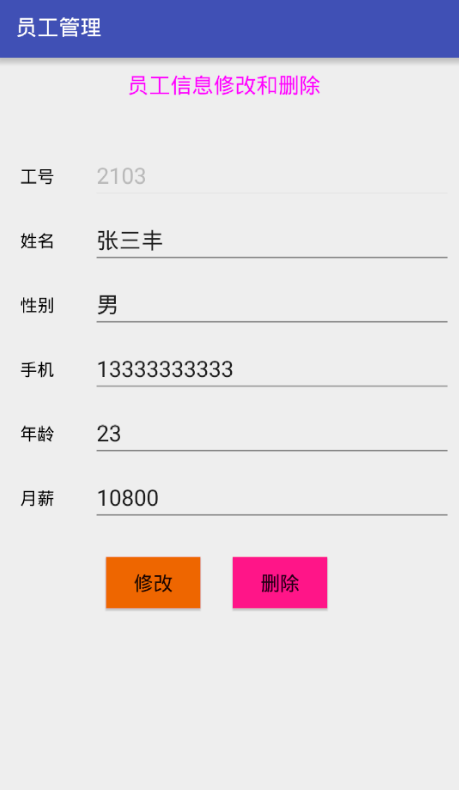 员工管理
员工信息修改和删除
工号 2103
姓名 张三丰
性别 男
手机 13333333333
年龄 23
月薪 10800
修改 删除